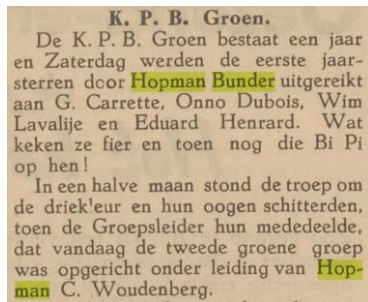 K. P. B. Groen.
De K. P. B. Groen bestaat een jaar
en Zaterdag werden de eerste jaar-
sterren door Hopman Bunder uitgereikt
aan G. Carrette, Onno Dubois, Wim
Lavalije en Eduard Henrard. Wat
keken ze fier en toen nog die Bi Pi
op hen!
In een halve maan stond de troep om
de driek'eur en hun oogen schitterden,
toen de Groepsleider hun mededeelde,
dat vandaag de tweede groene groep
was opgericht onder leiding van Hop-
man C. Woudenberg.